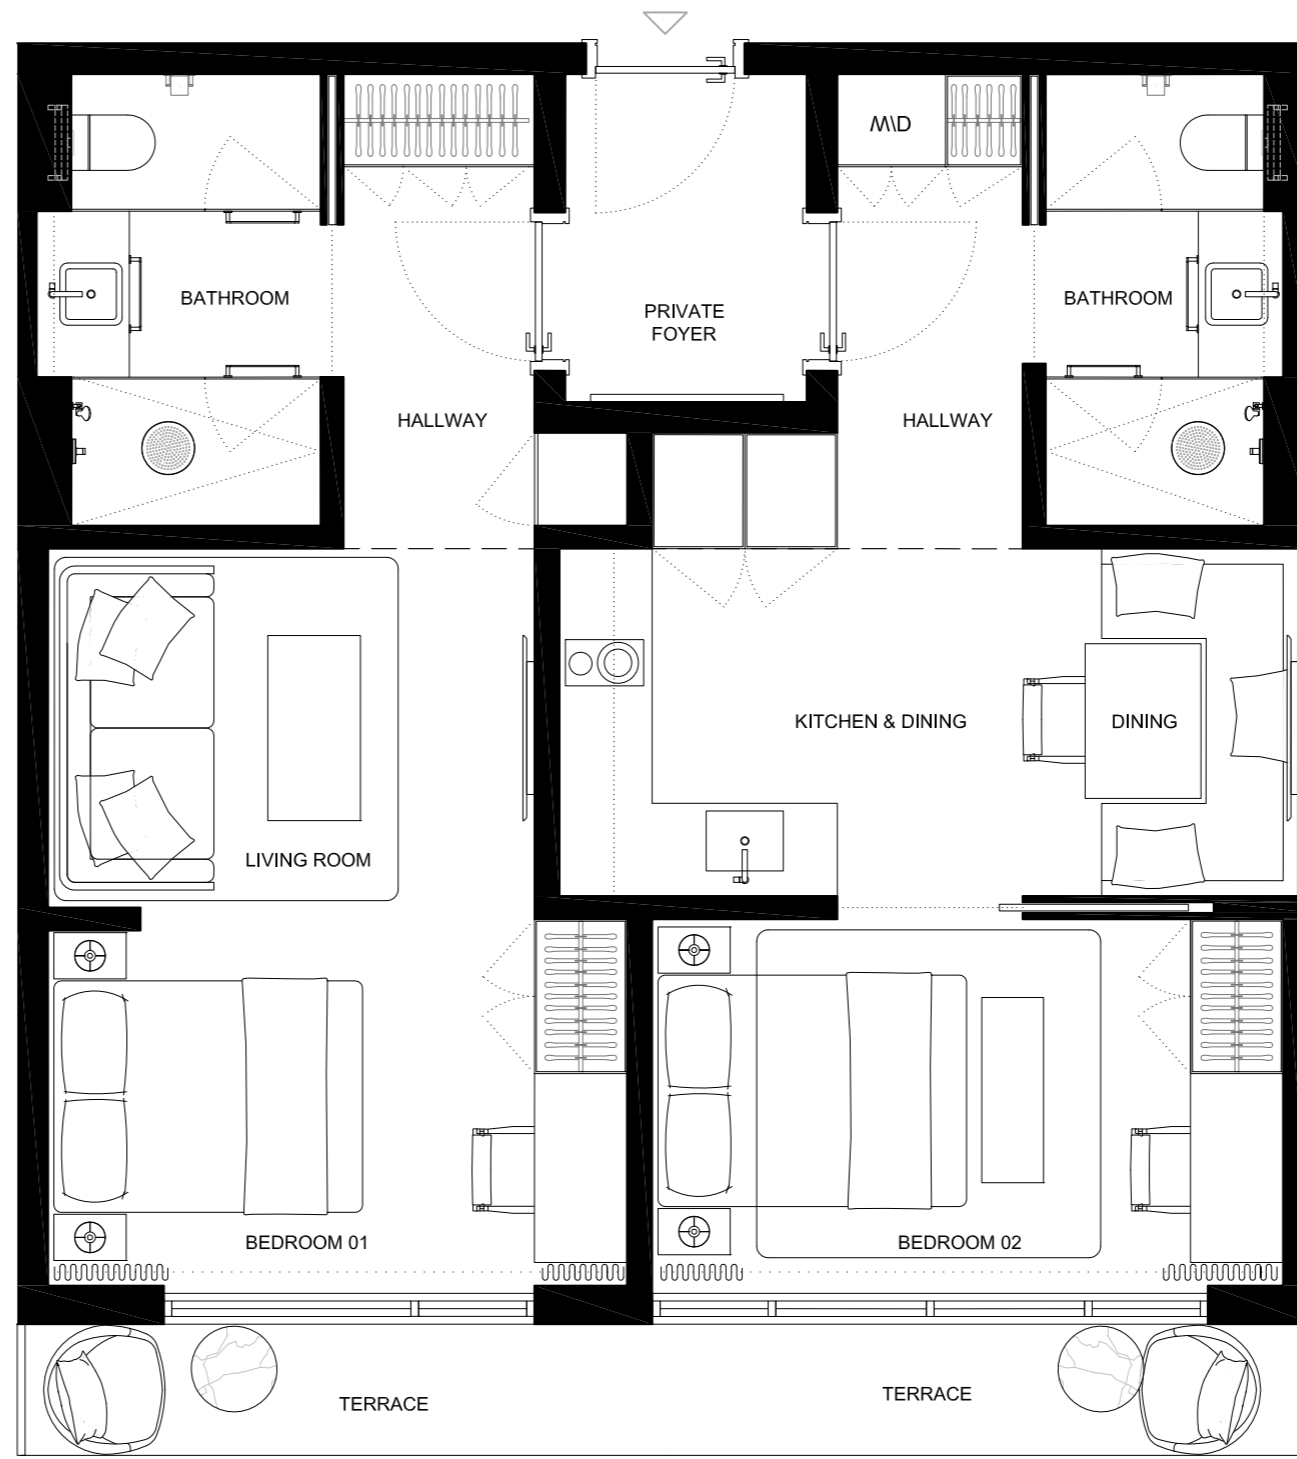 W\D
BATHROOM
PRIVATE
FOYER
BATHROOM
HALLWAY
HALLWAY
KITCHEN & DINING
DINING
LIVING ROOM
BEDROOM 01
BEDROOM 02
TERRACE
TERRACE